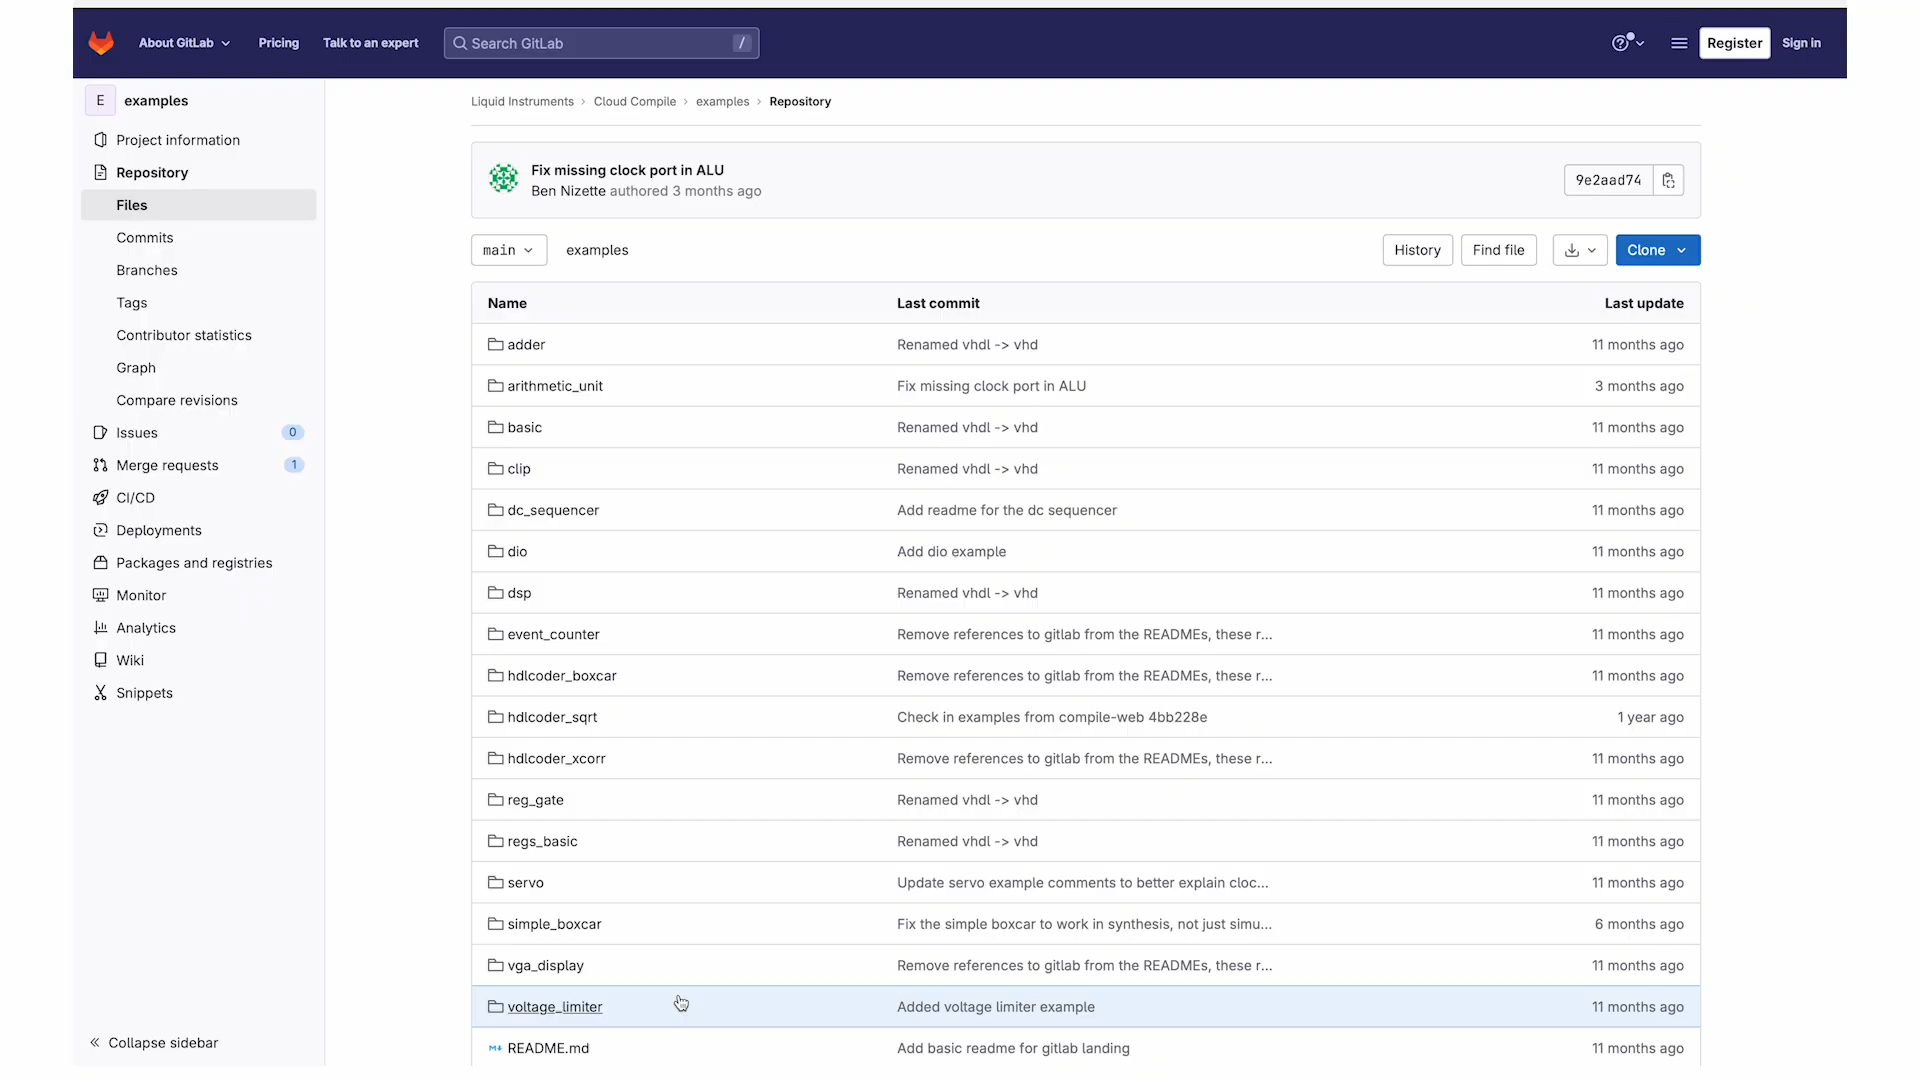 About GitLab Pricing Talk to an expert Search GitLab / Register Sign in
E examples
Project information
Repository
Files
Commits
Branches
Tags
Contributor statistics
Graph
Compare revisions
Issues 0
Merge requests 1
CI/CD
Deployments
Packages and registries
Monitor
Analytics
Wiki
Snippets
« Collapse sidebar
Liquid Instruments › Cloud Compile › examples › Repository
Fix missing clock port in ALU
Ben Nizette authored 3 months ago
9e2aad74
main examples History Find file Clone
Name Last commit Last update
adder Renamed vhdl -> vhd 11 months ago
arithmetic_unit Fix missing clock port in ALU 3 months ago
basic Renamed vhdl -> vhd 11 months ago
clip Renamed vhdl -> vhd 11 months ago
dc_sequencer Add readme for the dc sequencer 11 months ago
dio Add dio example 11 months ago
dsp Renamed vhdl -> vhd 11 months ago
event_counter Remove references to gitlab from the READMEs, these r... 11 months ago
hdlcoder_boxcar Remove references to gitlab from the READMEs, these r... 11 months ago
hdlcoder_sqrt Check in examples from compile-web 4bb228e 1 year ago
hdlcoder_xcorr Remove references to gitlab from the READMEs, these r... 11 months ago
reg_gate Renamed vhdl -> vhd 11 months ago
regs_basic Renamed vhdl -> vhd 11 months ago
servo Update servo example comments to better explain cloc... 11 months ago
simple_boxcar Fix the simple boxcar to work in synthesis, not just simu... 6 months ago
vga_display Remove references to gitlab from the READMEs, these r... 11 months ago
voltage_limiter Added voltage limiter example 11 months ago
README.md Add basic readme for gitlab landing 11 months ago